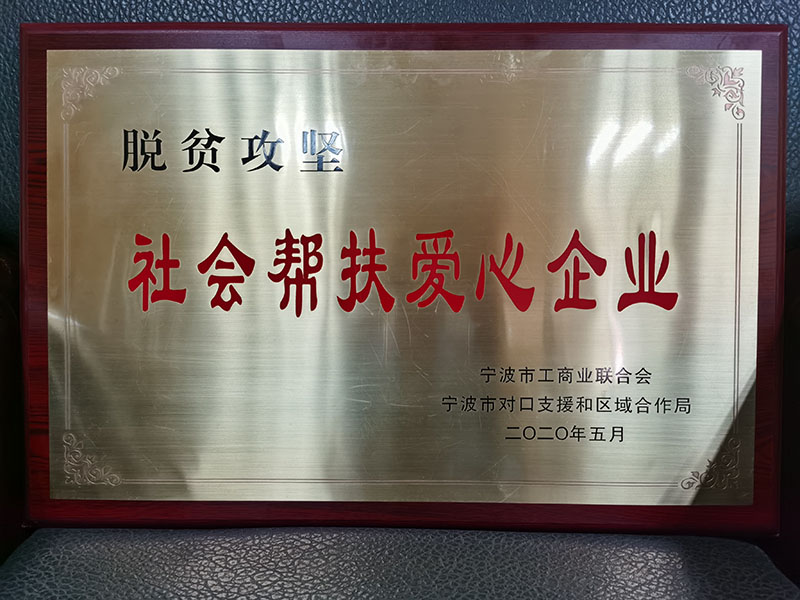 脱贫攻坚
社会帮扶爱心企业
宁波市工商业联合会
宁波市对口支援和区域合作局
二〇二〇年五月